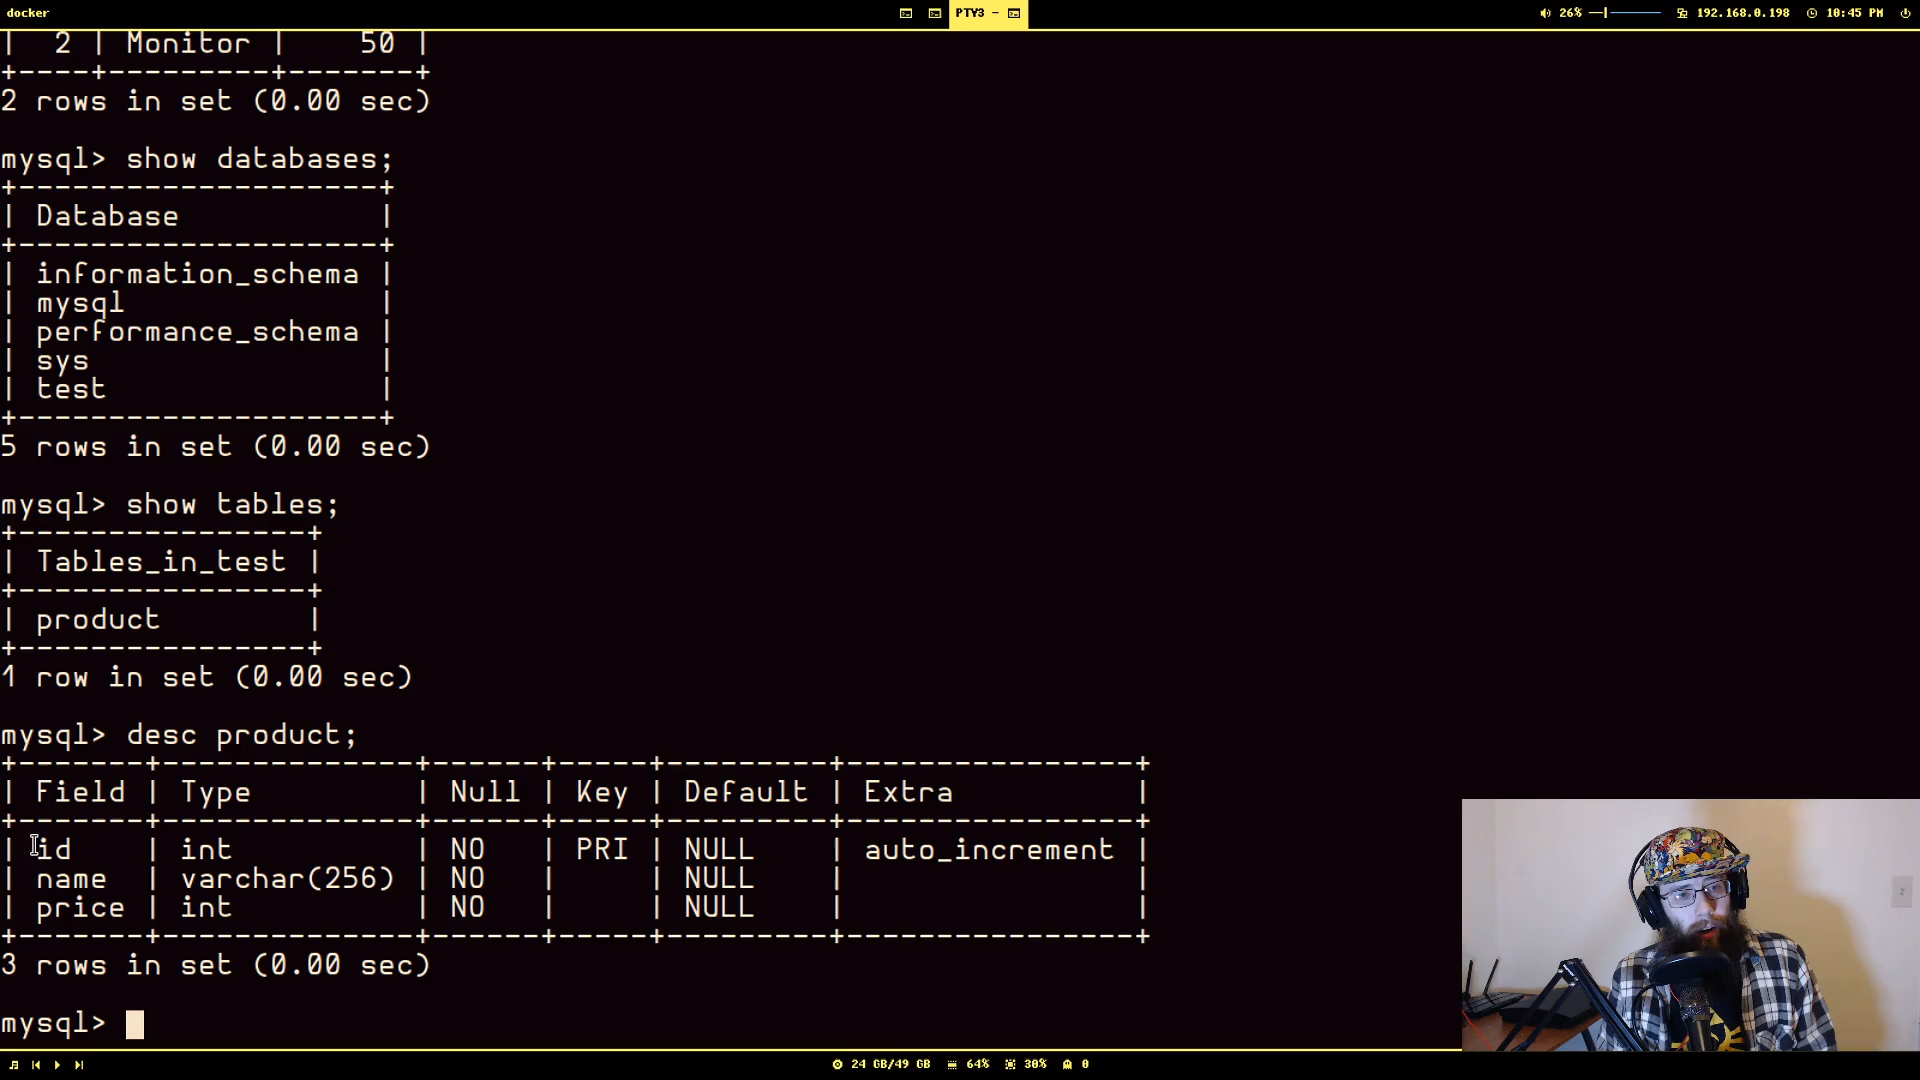 docker PTY3 - 26% 192.168.0.198 10:45 PM
| 2 | Monitor | 50 |
+----+---------+-------+
2 rows in set (0.00 sec)
mysql> show databases;
+--------------------+
| Database           |
+--------------------+
| information_schema |
| mysql              |
| performance_schema |
| sys                |
| test               |
+--------------------+
5 rows in set (0.00 sec)
mysql> show tables;
+----------------+
| Tables_in_test |
+----------------+
| product        |
+----------------+
1 row in set (0.00 sec)
mysql> desc product;
+-------+--------------+------+-----+---------+----------------+
| Field | Type         | Null | Key | Default | Extra          |
+-------+--------------+------+-----+---------+----------------+
| id    | int          | NO   | PRI | NULL    | auto_increment |
| name  | varchar(256) | NO   |     | NULL    |                |
| price | int          | NO   |     | NULL    |                |
+-------+--------------+------+-----+---------+----------------+
3 rows in set (0.00 sec)
mysql>
24 GB/49 GB 64% 30% 0